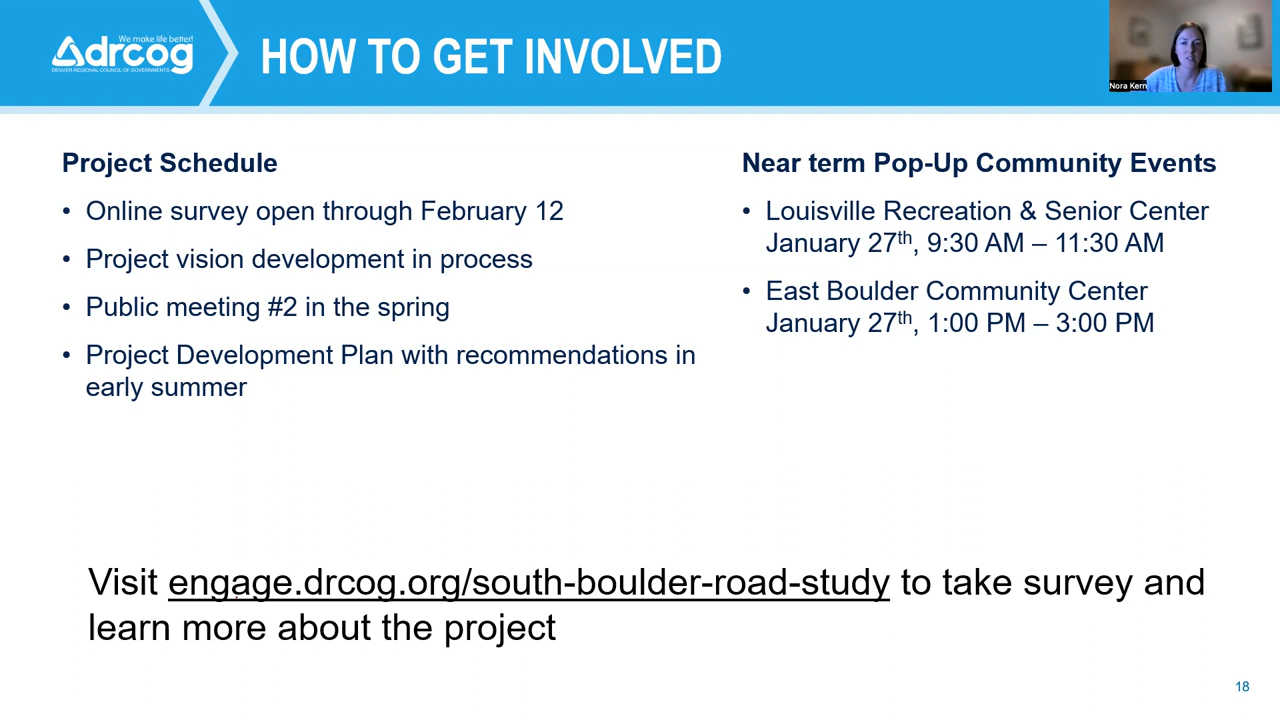 We make life better!
drcog
DENVER REGIONAL COUNCIL OF GOVERNMENTS
HOW TO GET INVOLVED
Nora Kern
Project Schedule
• Online survey open through February 12
• Project vision development in process
• Public meeting #2 in the spring
• Project Development Plan with recommendations in
early summer
Near term Pop-Up Community Events
• Louisville Recreation & Senior Center
January 27th, 9:30 AM – 11:30 AM
• East Boulder Community Center
January 27th, 1:00 PM – 3:00 PM
Visit engage.drcog.org/south-boulder-road-study to take survey and
learn more about the project
18